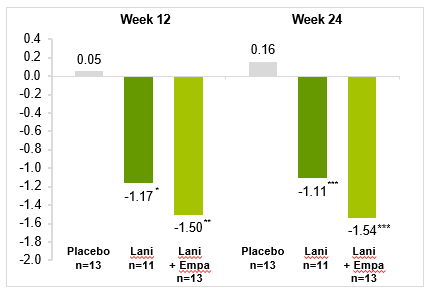 Week 12
Week 24
0.4
0.2
0.0
-0.2
-0.4
-0.6
-0.8
-1.0
-1.2
-1.4
-1.6
-1.8
-2.0
0.05
-1.17 *
-1.50**
0.16
-1.11***
-1.54***
Placebo
n=13
Lani
n=11
Lani
+ Empa
n=13
Placebo
n=13
Lani
n=11
Lani
+ Empa
n=13